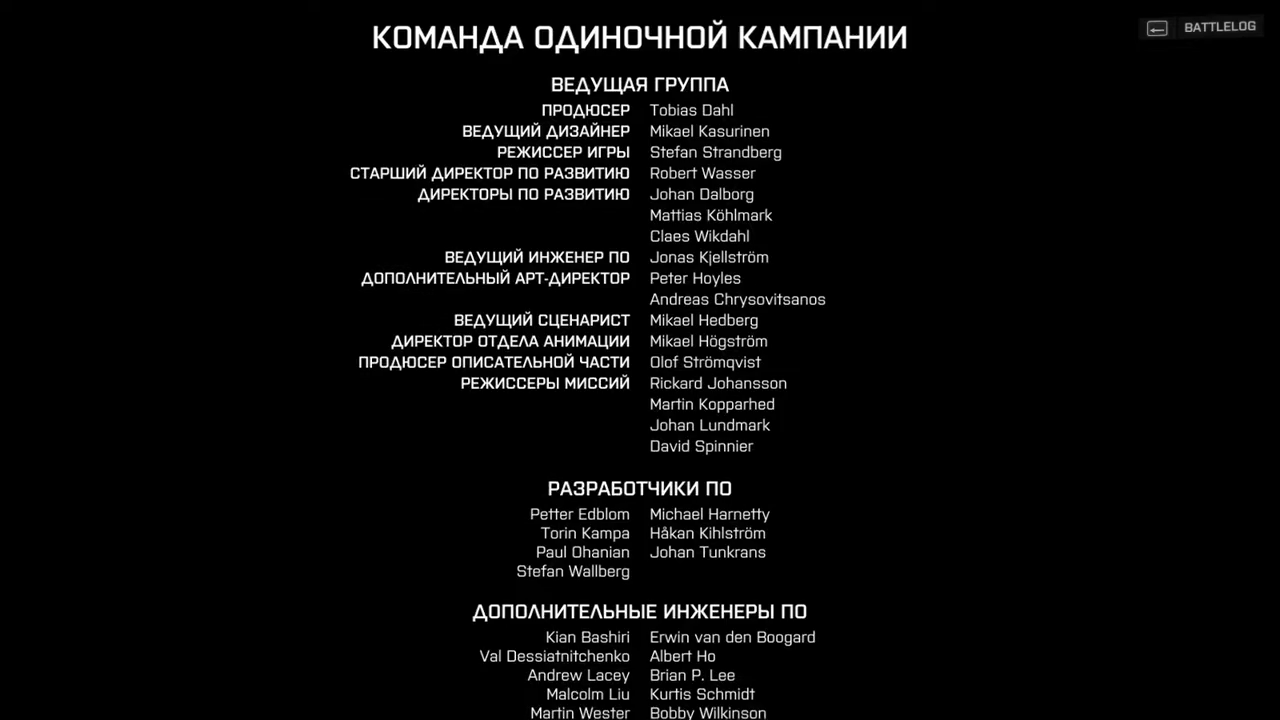 КОМАНДА ОДИНОЧНОЙ КАМПАНИИ
BATTLELOG
ВЕДУЩАЯ ГРУППА
ПРОДЮСЕР Tobias Dahl
ВЕДУЩИЙ ДИЗАЙНЕР Mikael Kasurinen
РЕЖИССЕР ИГРЫ Stefan Strandberg
СТАРШИЙ ДИРЕКТОР ПО РАЗВИТИЮ Robert Wasser
ДИРЕКТОРЫ ПО РАЗВИТИЮ Johan Dalborg
Mattias Köhlmark
Claes Wikdahl
ВЕДУЩИЙ ИНЖЕНЕР ПО Jonas Kjellström
ДОПОЛНИТЕЛЬНЫЙ АРТ-ДИРЕКТОР Peter Hoyles
Andreas Chrysovitsanos
ВЕДУЩИЙ СЦЕНАРИСТ Mikael Hedberg
ДИРЕКТОР ОТДЕЛА АНИМАЦИИ Mikael Högström
ПРОДЮСЕР ОПИСАТЕЛЬНОЙ ЧАСТИ Olof Strömqvist
РЕЖИССЕРЫ МИССИЙ Rickard Johansson
Martin Kopparhed
Johan Lundmark
David Spinnier
РАЗРАБОТЧИКИ ПО
Petter Edblom Michael Harnetty
Torin Kampa Håkan Kihlström
Paul Ohanian Johan Tunkrans
Stefan Wallberg
ДОПОЛНИТЕЛЬНЫЕ ИНЖЕНЕРЫ ПО
Kian Bashiri Erwin van den Boogard
Val Dessiatnitchenko Albert Ho
Andrew Lacey Brian P. Lee
Malcolm Liu Kurtis Schmidt
Martin Wester Bobby Wilkinson